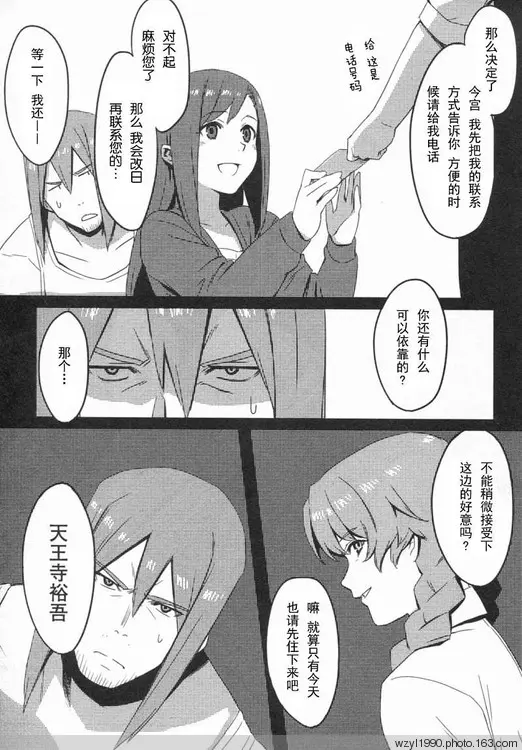 那么决定了
今宫 我先把我的联系
方式告诉你 方便的时
候请给我电话
给 这是
电话号码
对不起
麻烦您了
那么 我会改日
再联系您的…
等一下 我还——
你还有什么
可以依靠的?
那个…
不能稍微接受下
这边的好意吗?
嘛 就算只有今天
也请先住下来吧
天王寺裕吾
wzyl1990.photo.163.com